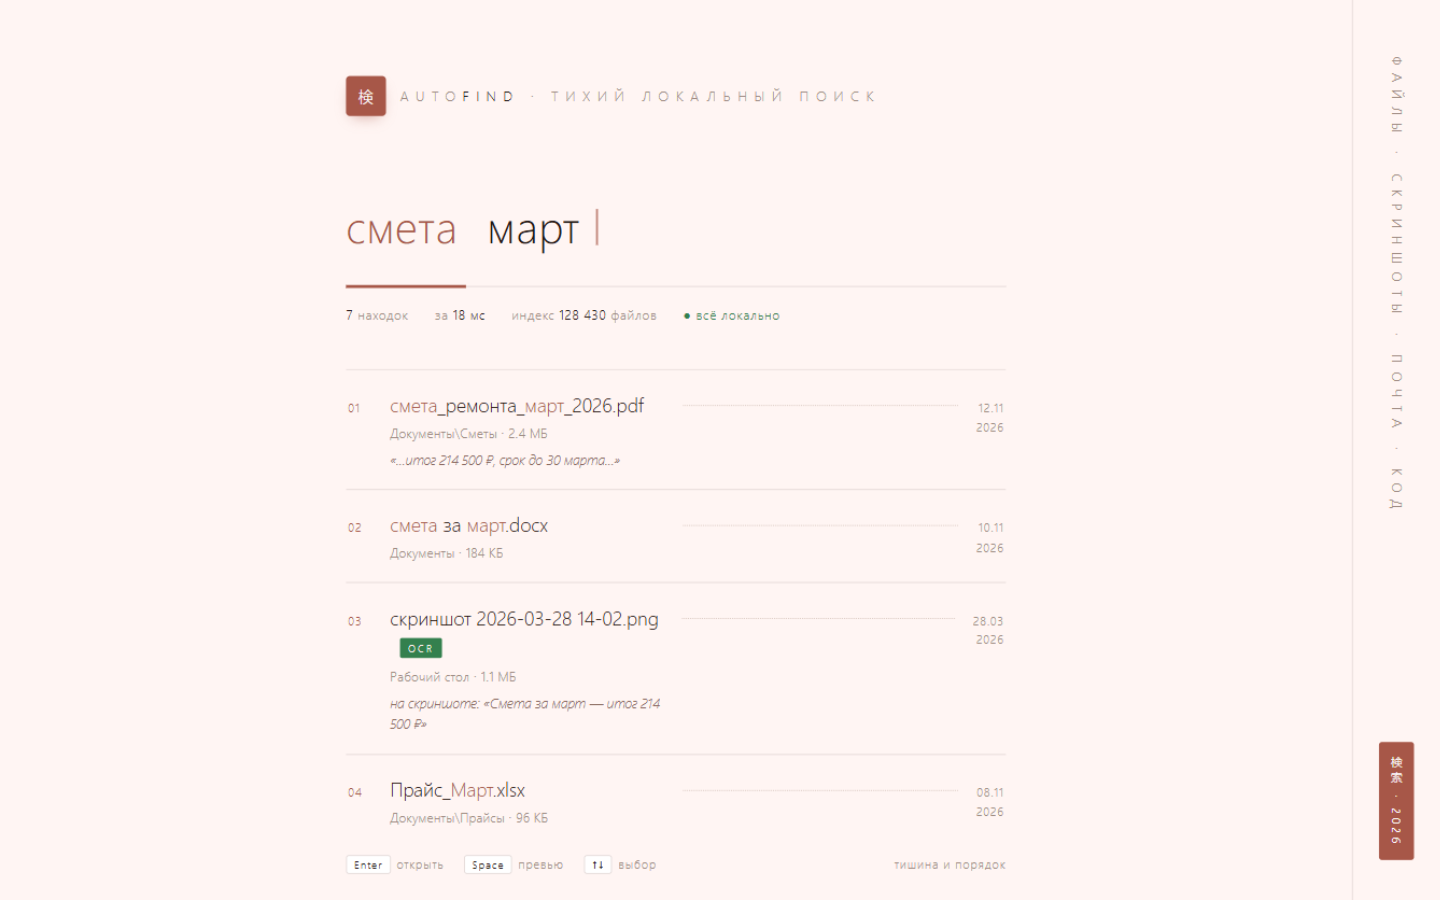 検 AUTOFIND · ТИХИЙ ЛОКАЛЬНЫЙ ПОИСК
смета март
7 находок за 18 мс индекс 128 430 файлов ● всё локально
01 смета_ремонта_март_2026.pdf 12.11
2026
Документы\Сметы · 2.4 МБ
«…итог 214 500 ₽, срок до 30 марта…»
02 смета за март.docx 10.11
2026
Документы · 184 КБ
03 скриншот 2026-03-28 14-02.png 28.03
2026
OCR
Рабочий стол · 1.1 МБ
на скриншоте: «Смета за март — итог 214
500 ₽»
04 Прайс_Март.xlsx 08.11
2026
Документы\Прайсы · 96 КБ
Enter открыть Space превью ↑↓ выбор тишина и порядок
ФАЙЛЫ · СКРИНШОТЫ · ПОЧТА · КОД
検索 · 2026